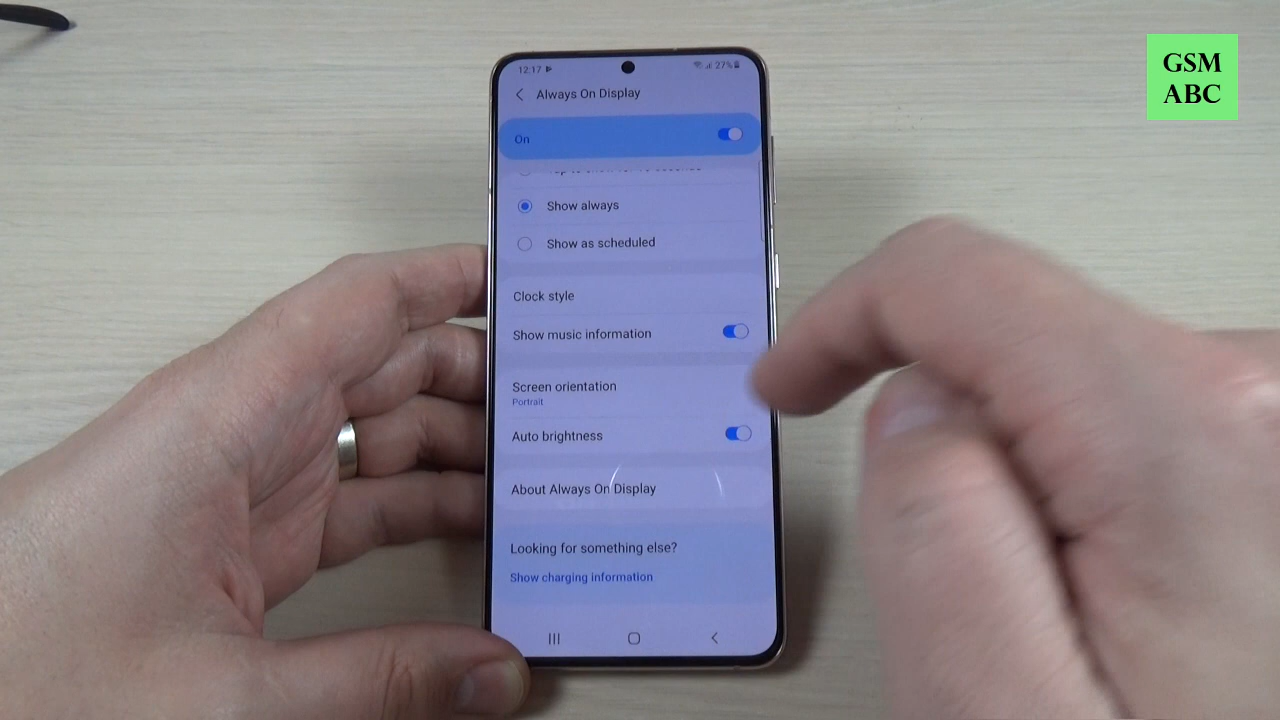 GSM
ABC
12:17
27%
Always On Display
On
Show always
Show as scheduled
Clock style
Show music information
Screen orientation
Portrait
Auto brightness
About Always On Display
Looking for something else?
Show charging information